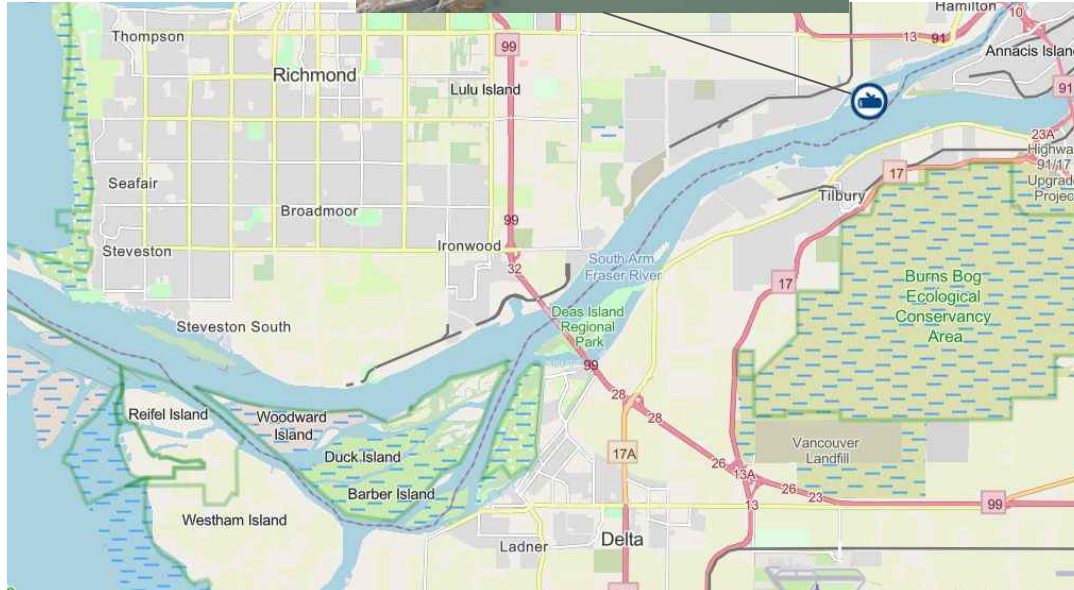 Hamilton
10
Thompson
99
13
91
Annacis Island
Richmond
Lulu Island
91
23A
Highwa
91/17
Upgrade
Project
17
Seafair
Tilbury
Broadmoor
99
Steveston
Ironwood
32
South Arm
Fraser River
17
Burns Bog
Ecological
Conservancy
Area
Deas Island
Regional
Park
Steveston South
99
28
28
Reifel Island
Woodward
Island
Duck Island
17A
Vancouver
Landfill
26
13A
26
23
Barber Island
13
99
Westham Island
Ladner
Delta